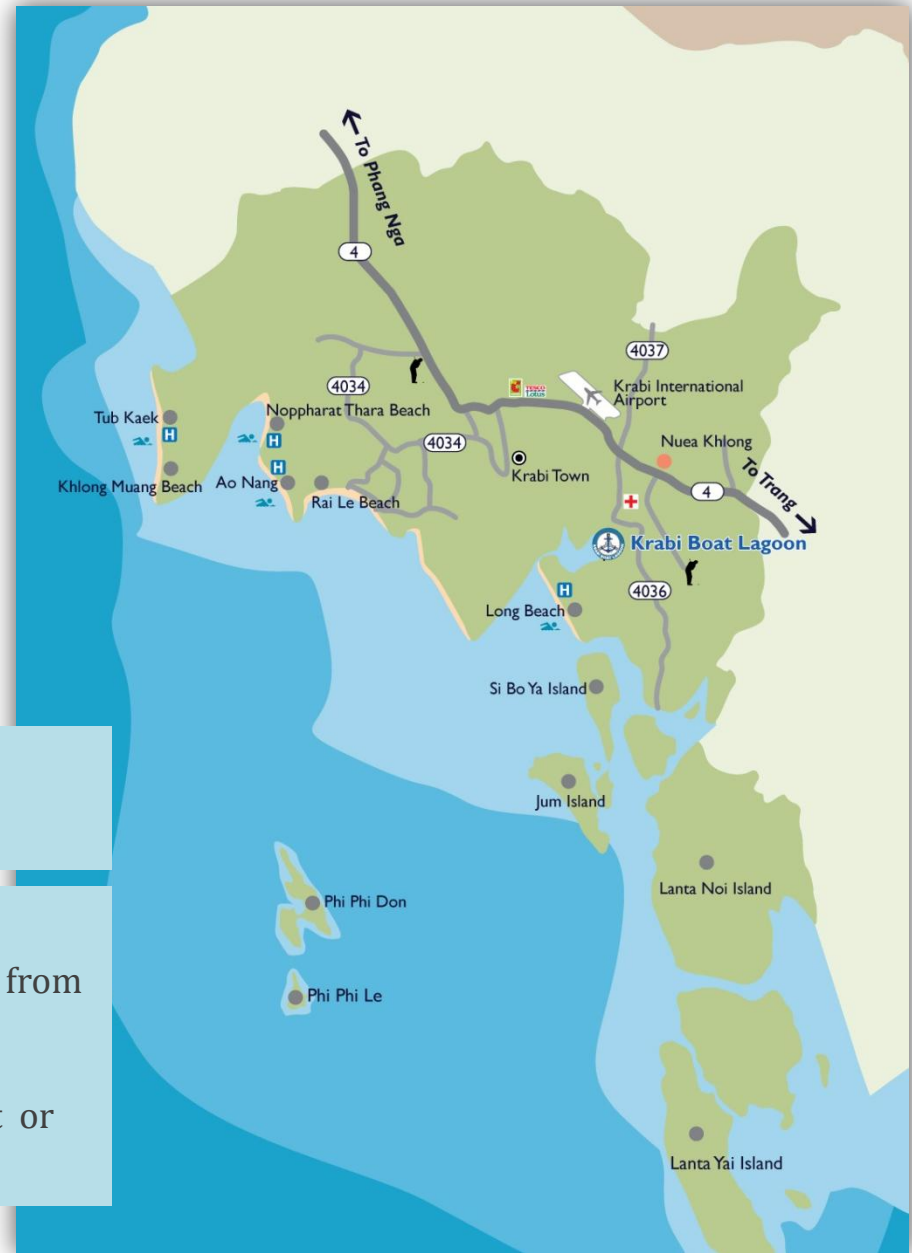 To Phang Nga
4
4037
Krabi International
Airport
TESCO
Lotus
4034
Noppharat Thara Beach
Tub Kaek
H
H
4034
Nuea Khlong
Krabi Town
H
Khlong Muang Beach
Ao Nang
Rai Le Beach
4
To Trang
Krabi Boat Lagoon
H
4036
Long Beach
Si Bo Ya Island
Jum Island
Lanta Noi Island
Phi Phi Don
from
Phi Phi Le
t or
Lanta Yai Island